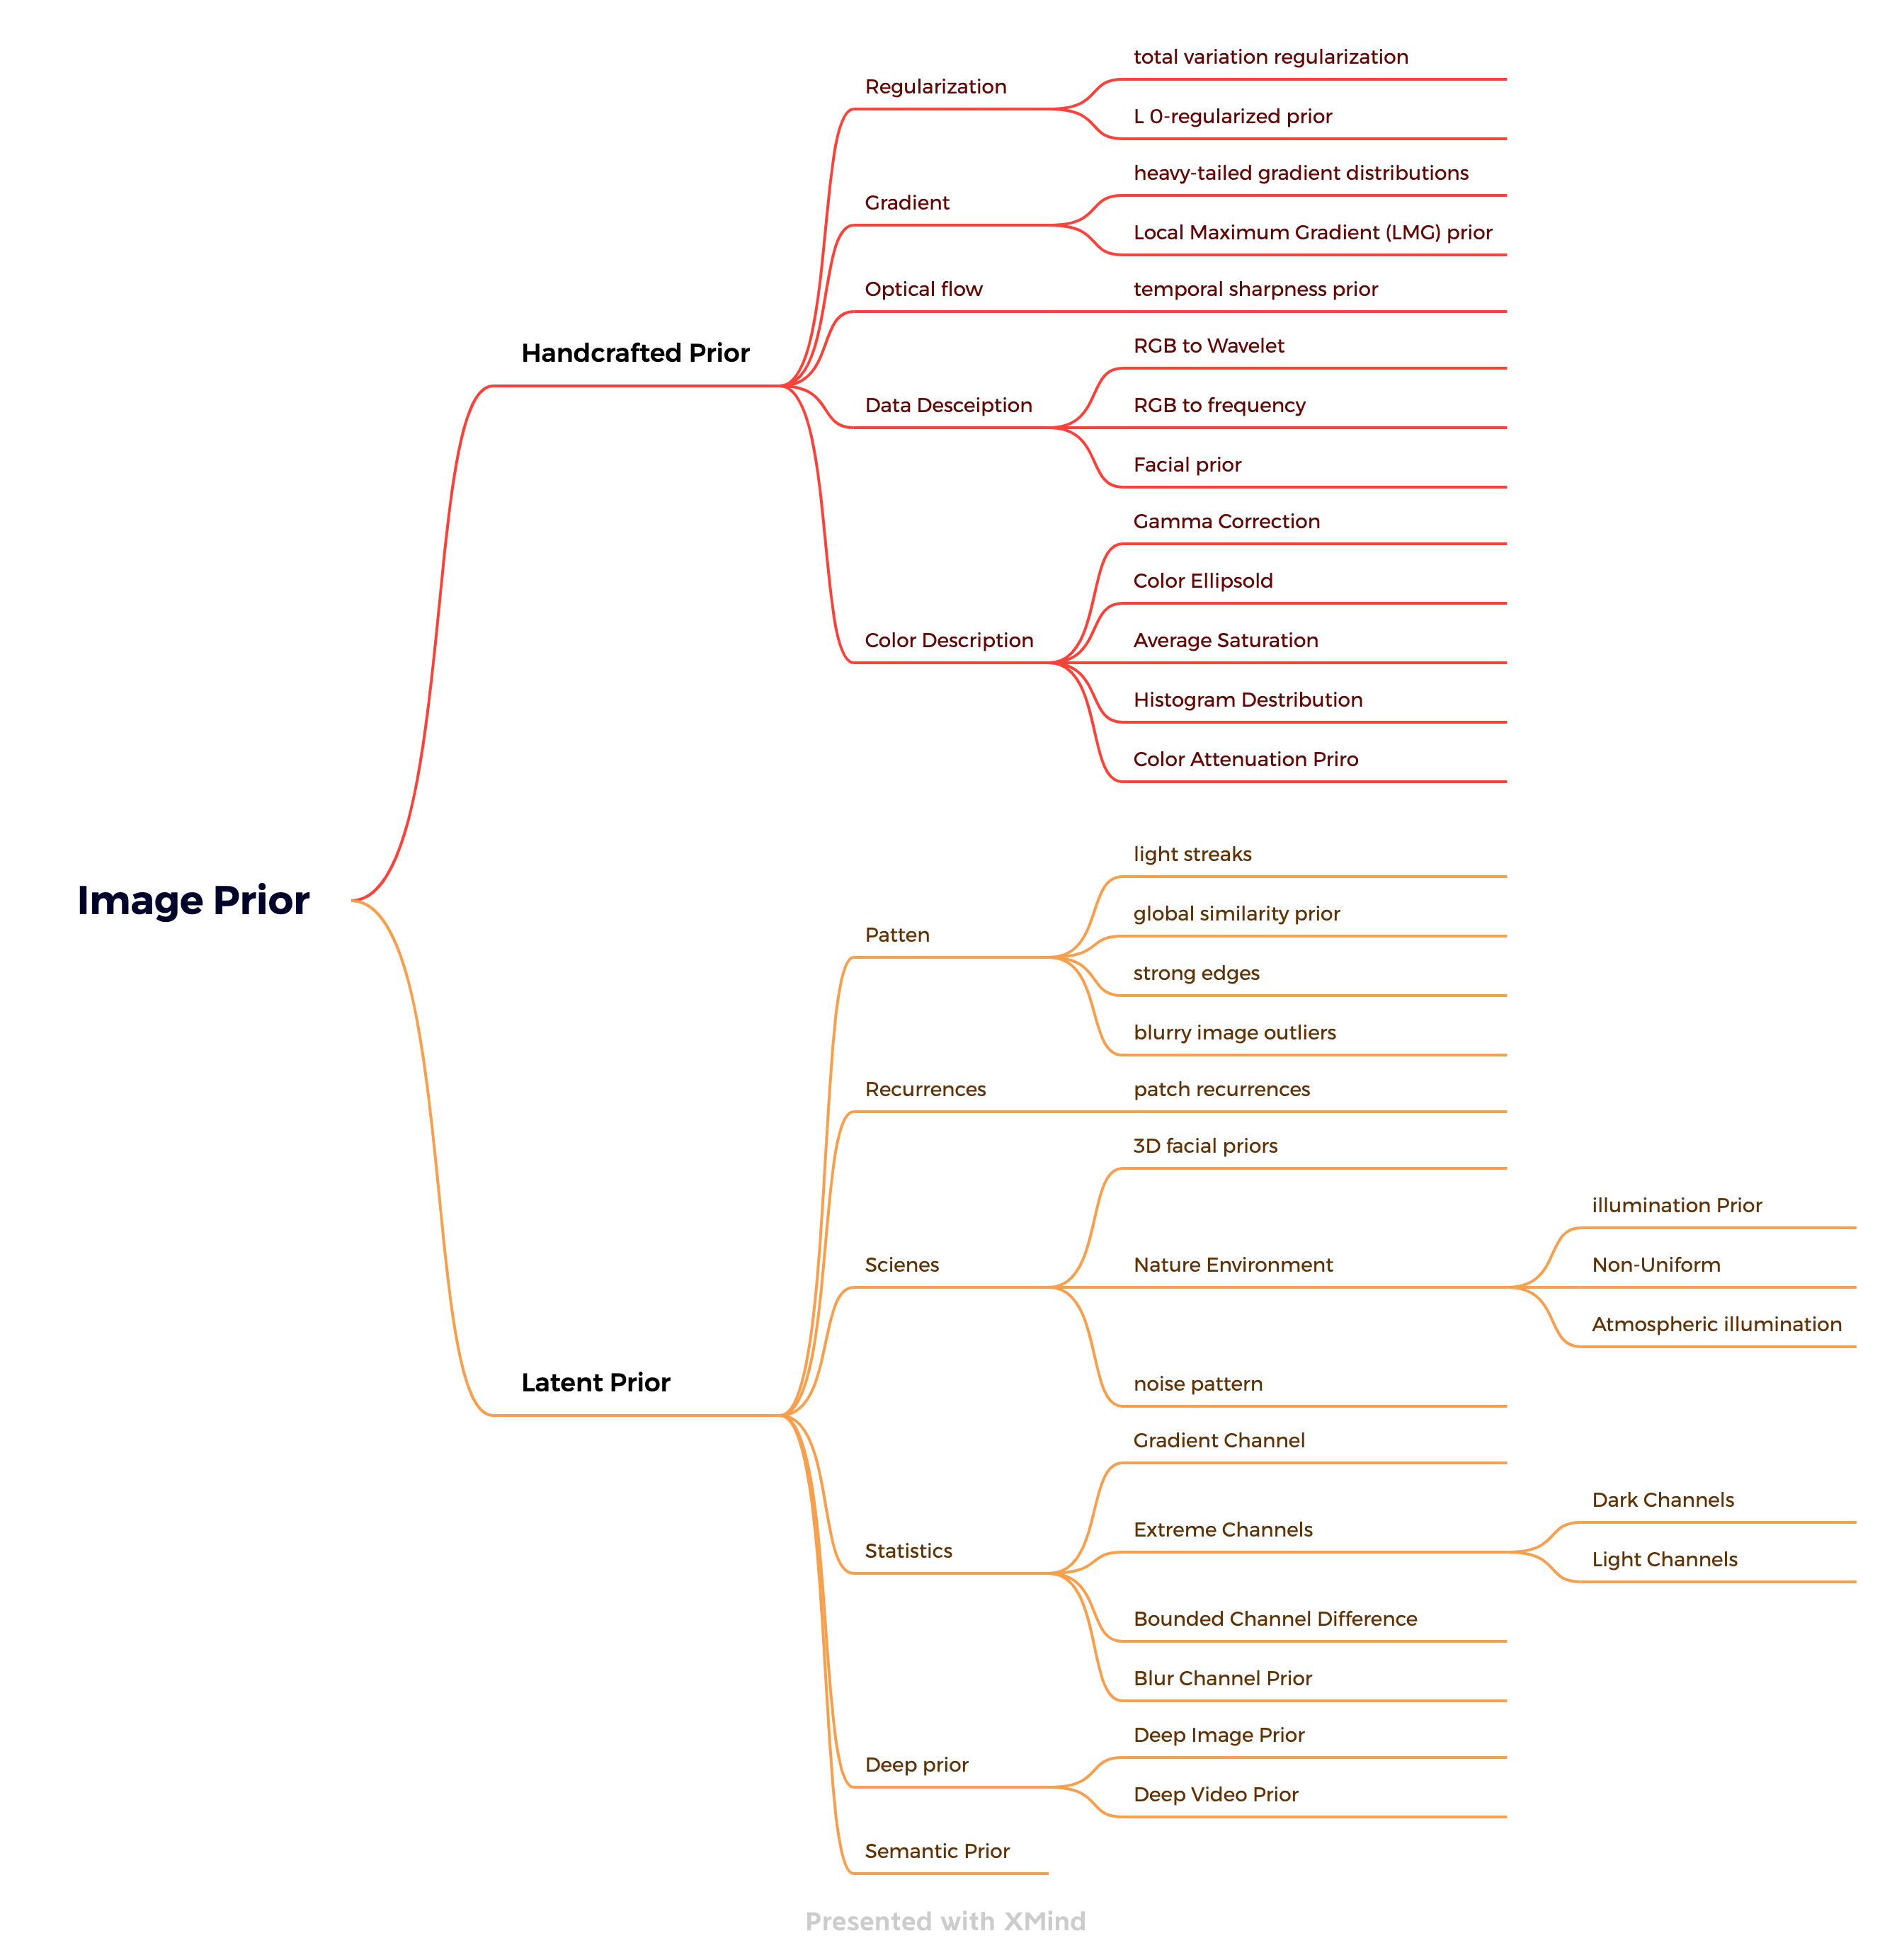 Image Prior
Handcrafted Prior
Regularization
total variation regularization
L 0-regularized prior
Gradient
heavy-tailed gradient distributions
Local Maximum Gradient (LMG) prior
Optical flow
temporal sharpness prior
Data Desceiption
RGB to Wavelet
RGB to frequency
Facial prior
Color Description
Gamma Correction
Color Ellipsold
Average Saturation
Histogram Destribution
Color Attenuation Priro
Latent Prior
Patten
light streaks
global similarity prior
strong edges
blurry image outliers
Recurrences
patch recurrences
Scienes
3D facial priors
Nature Environment
illumination Prior
Non-Uniform
Atmospheric illumination
noise pattern
Statistics
Gradient Channel
Extreme Channels
Dark Channels
Light Channels
Bounded Channel Difference
Blur Channel Prior
Deep prior
Deep Image Prior
Deep Video Prior
Semantic Prior
Presented with XMind